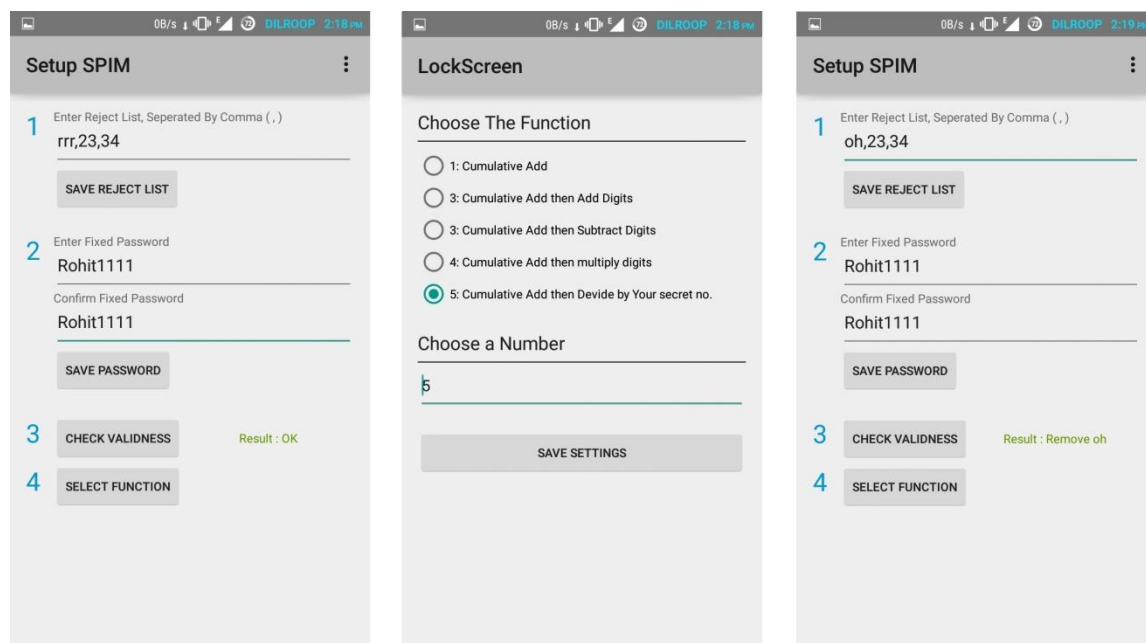 0B/s E 72 DILROOP 2:18 PM
Setup SPIM
1 Enter Reject List, Seperated By Comma ( , )
rrr,23,34
SAVE REJECT LIST
2 Enter Fixed Password
Rohit1111
Confirm Fixed Password
Rohit1111
SAVE PASSWORD
3 CHECK VALIDNESS Result : OK
4 SELECT FUNCTION
0B/s E 72 DILROOP 2:18 PM
LockScreen
Choose The Function
1: Cumulative Add
3: Cumulative Add then Add Digits
3: Cumulative Add then Subtract Digits
4: Cumulative Add then multiply digits
5: Cumulative Add then Devide by Your secret no.
Choose a Number
5
SAVE SETTINGS
0B/s E 72 DILROOP 2:19 PM
Setup SPIM
1 Enter Reject List, Seperated By Comma ( , )
oh,23,34
SAVE REJECT LIST
2 Enter Fixed Password
Rohit1111
Confirm Fixed Password
Rohit1111
SAVE PASSWORD
3 CHECK VALIDNESS Result : Remove oh
4 SELECT FUNCTION